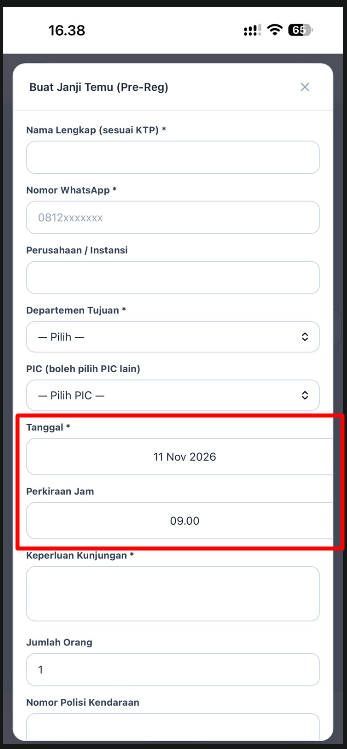 16.38
65
Buat Janji Temu (Pre-Reg)
Nama Lengkap (sesuai KTP) *
Nomor WhatsApp *
0812xxxxxxx
Perusahaan / Instansi
Departemen Tujuan *
— Pilih —
PIC (boleh pilih PIC lain)
— Pilih PIC —
Tanggal *
11 Nov 2026
Perkiraan Jam
09.00
Keperluan Kunjungan *
Jumlah Orang
1
Nomor Polisi Kendaraan